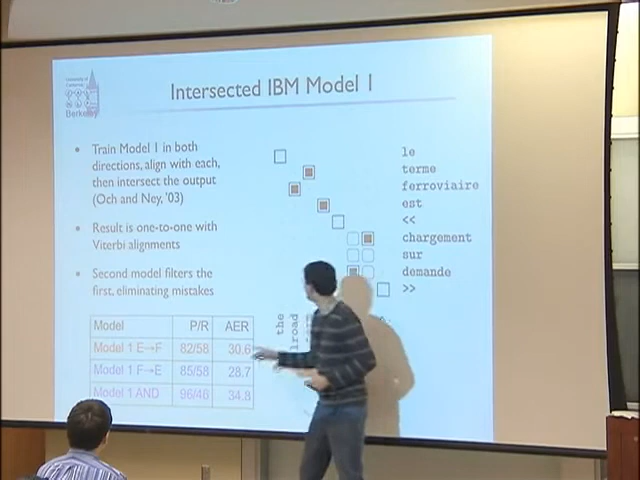 Intersected IBM Model 1
Berkeley
• Train Model 1 in both
directions, align with each,
then intersect the output
(Och and Ney, '03)
• Result is one-to-one with
Viterbi alignments
• Second model filters the
first, eliminating mistakes
Model P/R AER
Model 1 E→F 82/58 30.6
Model 1 F→E 85/58 28.7
Model 1 AND 96/46 34.8
le
terme
ferroviaire
est
<<
chargement
sur
demande
>>
the